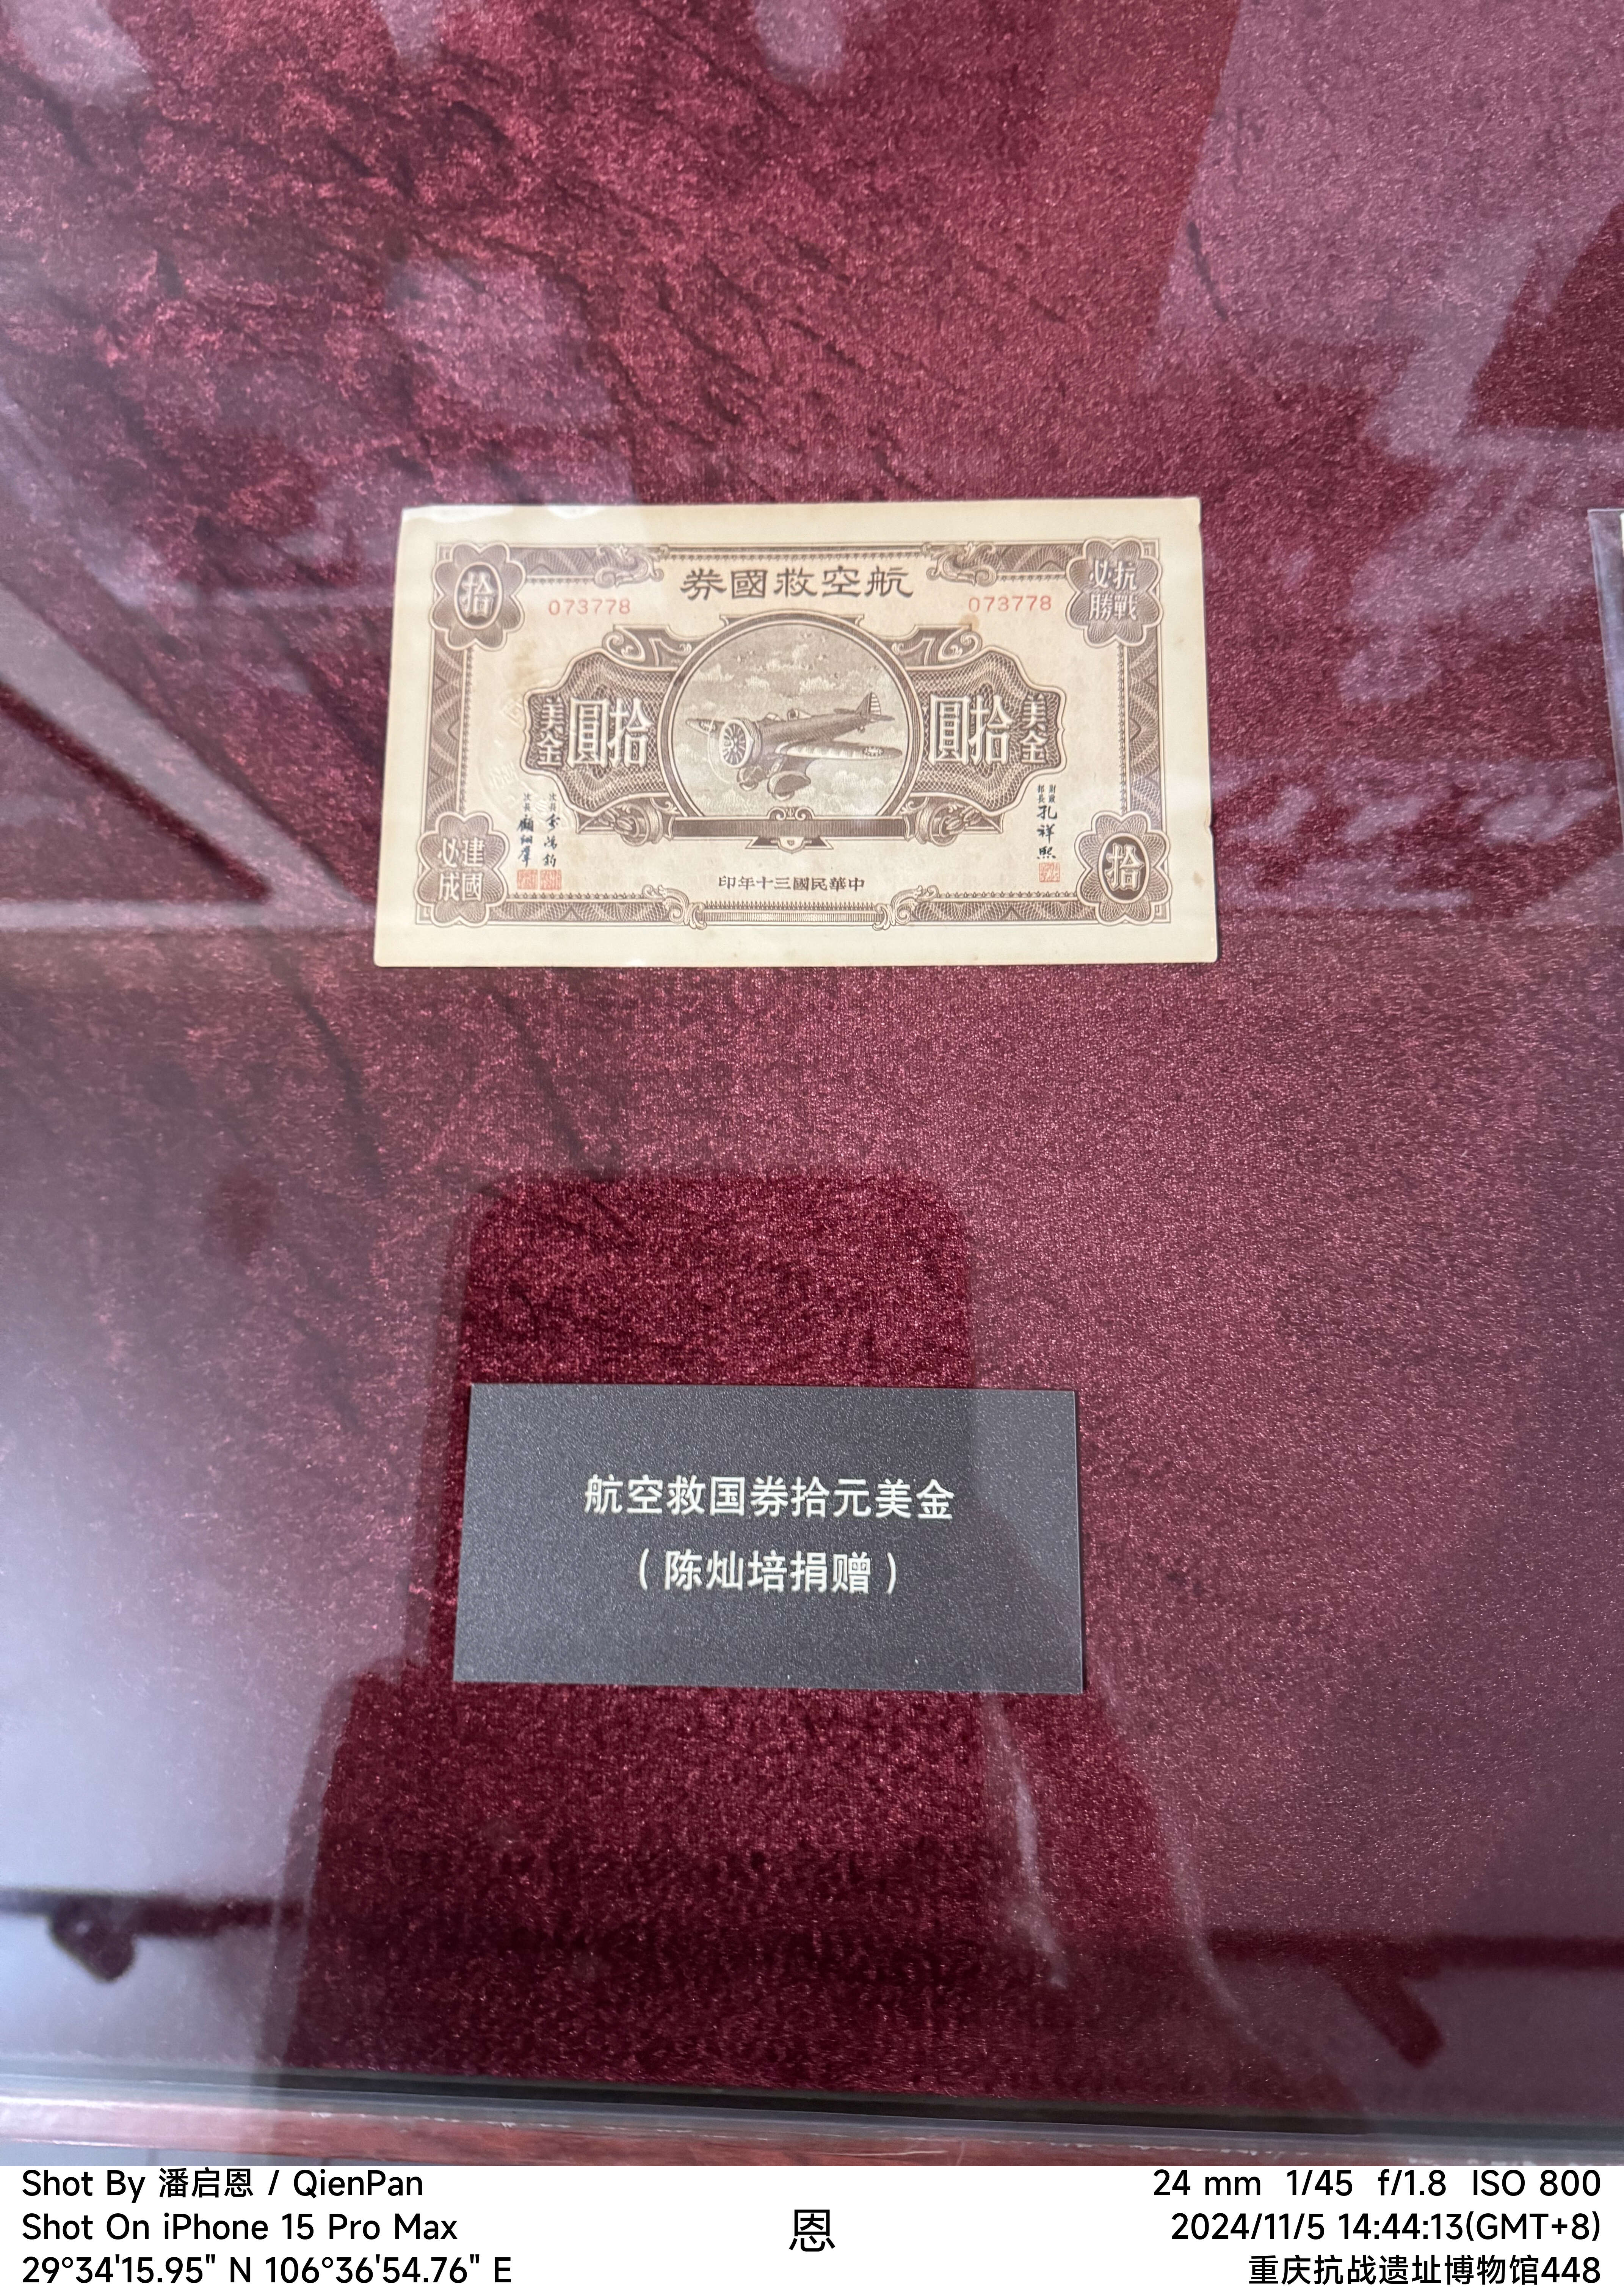 航空救國券
073778
073778
拾
抗戰必勝
美金
拾圓
拾圓
美金
財政部長 孔祥熙
次長 顧翊羣
建國必成
拾
中華民國三十年印
航空救国券拾元美金
（陈灿培捐赠）
Shot By 潘启恩 / QienPan
Shot On iPhone 15 Pro Max
29°34'15.95" N 106°36'54.76" E
恩
24 mm 1/45 f/1.8 ISO 800
2024/11/5 14:44:13(GMT+8)
重庆抗战遗址博物馆448